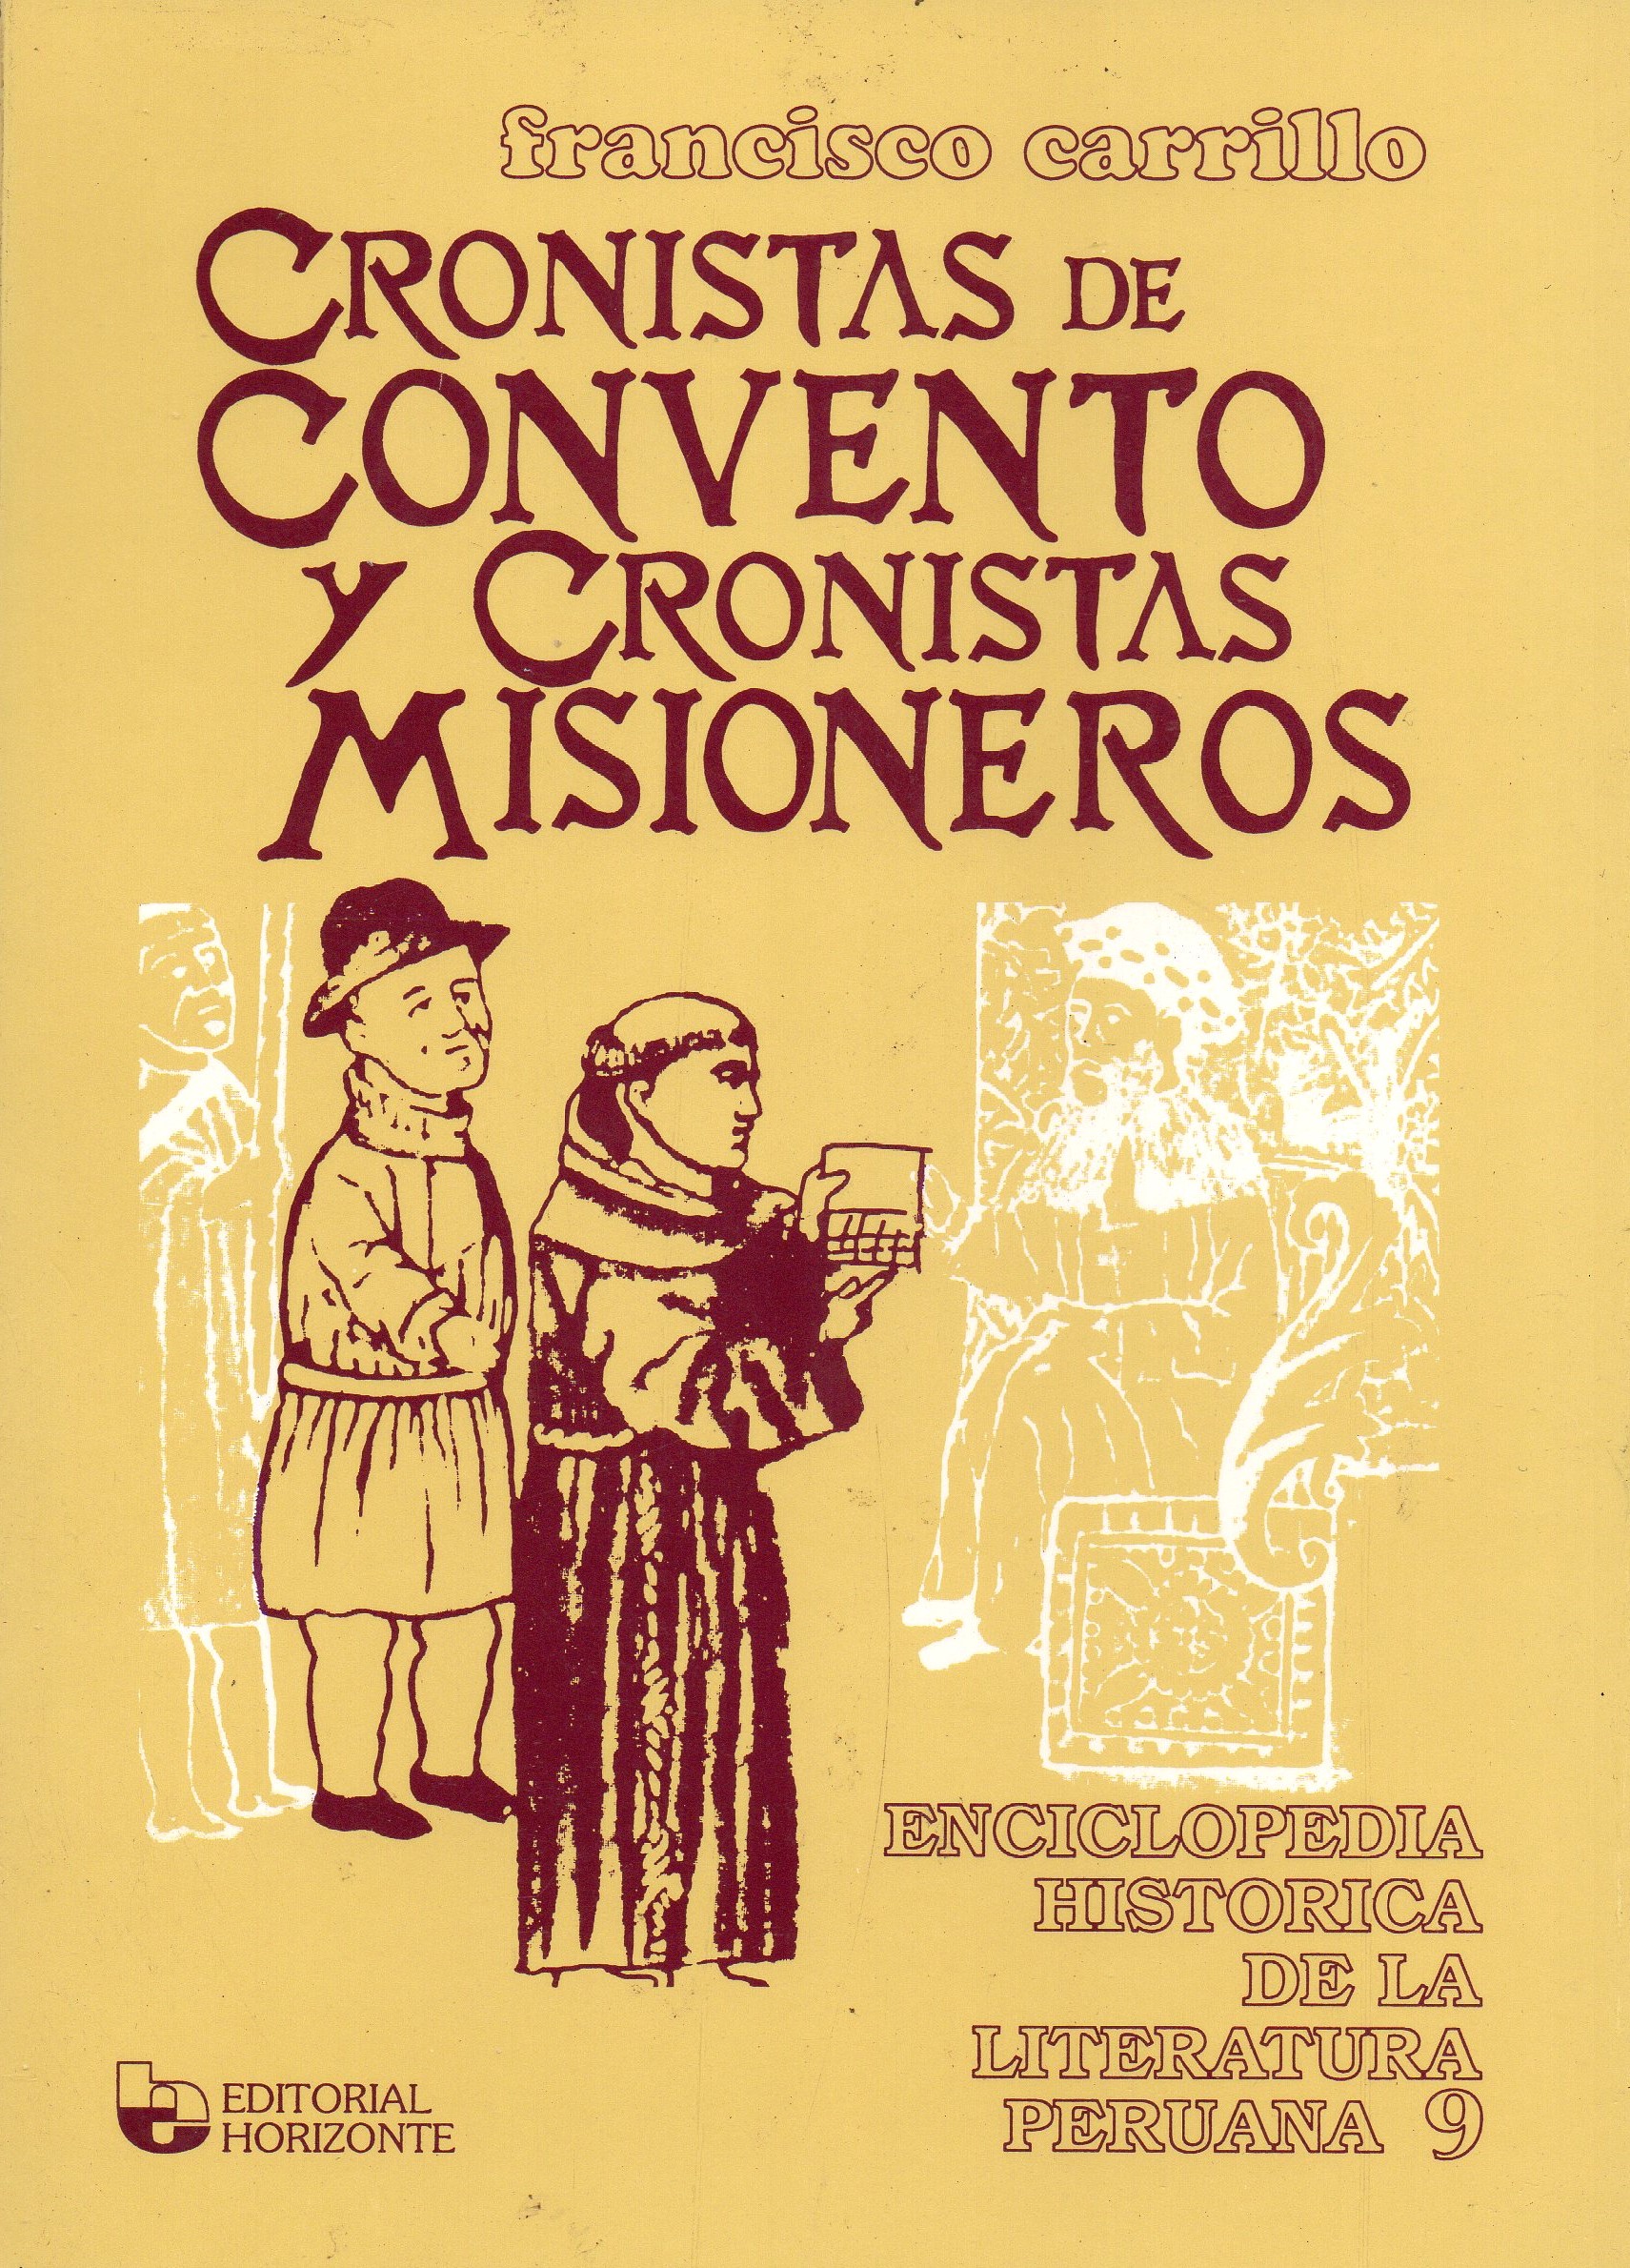 francisco carrillo
CRONISTAS DE
CONVENTO
Y CRONISTAS
MISIONEROS
ENCICLOPEDIA
HISTORICA
DE LA
LITERATURA
PERUANA 9
EDITORIAL
HORIZONTE